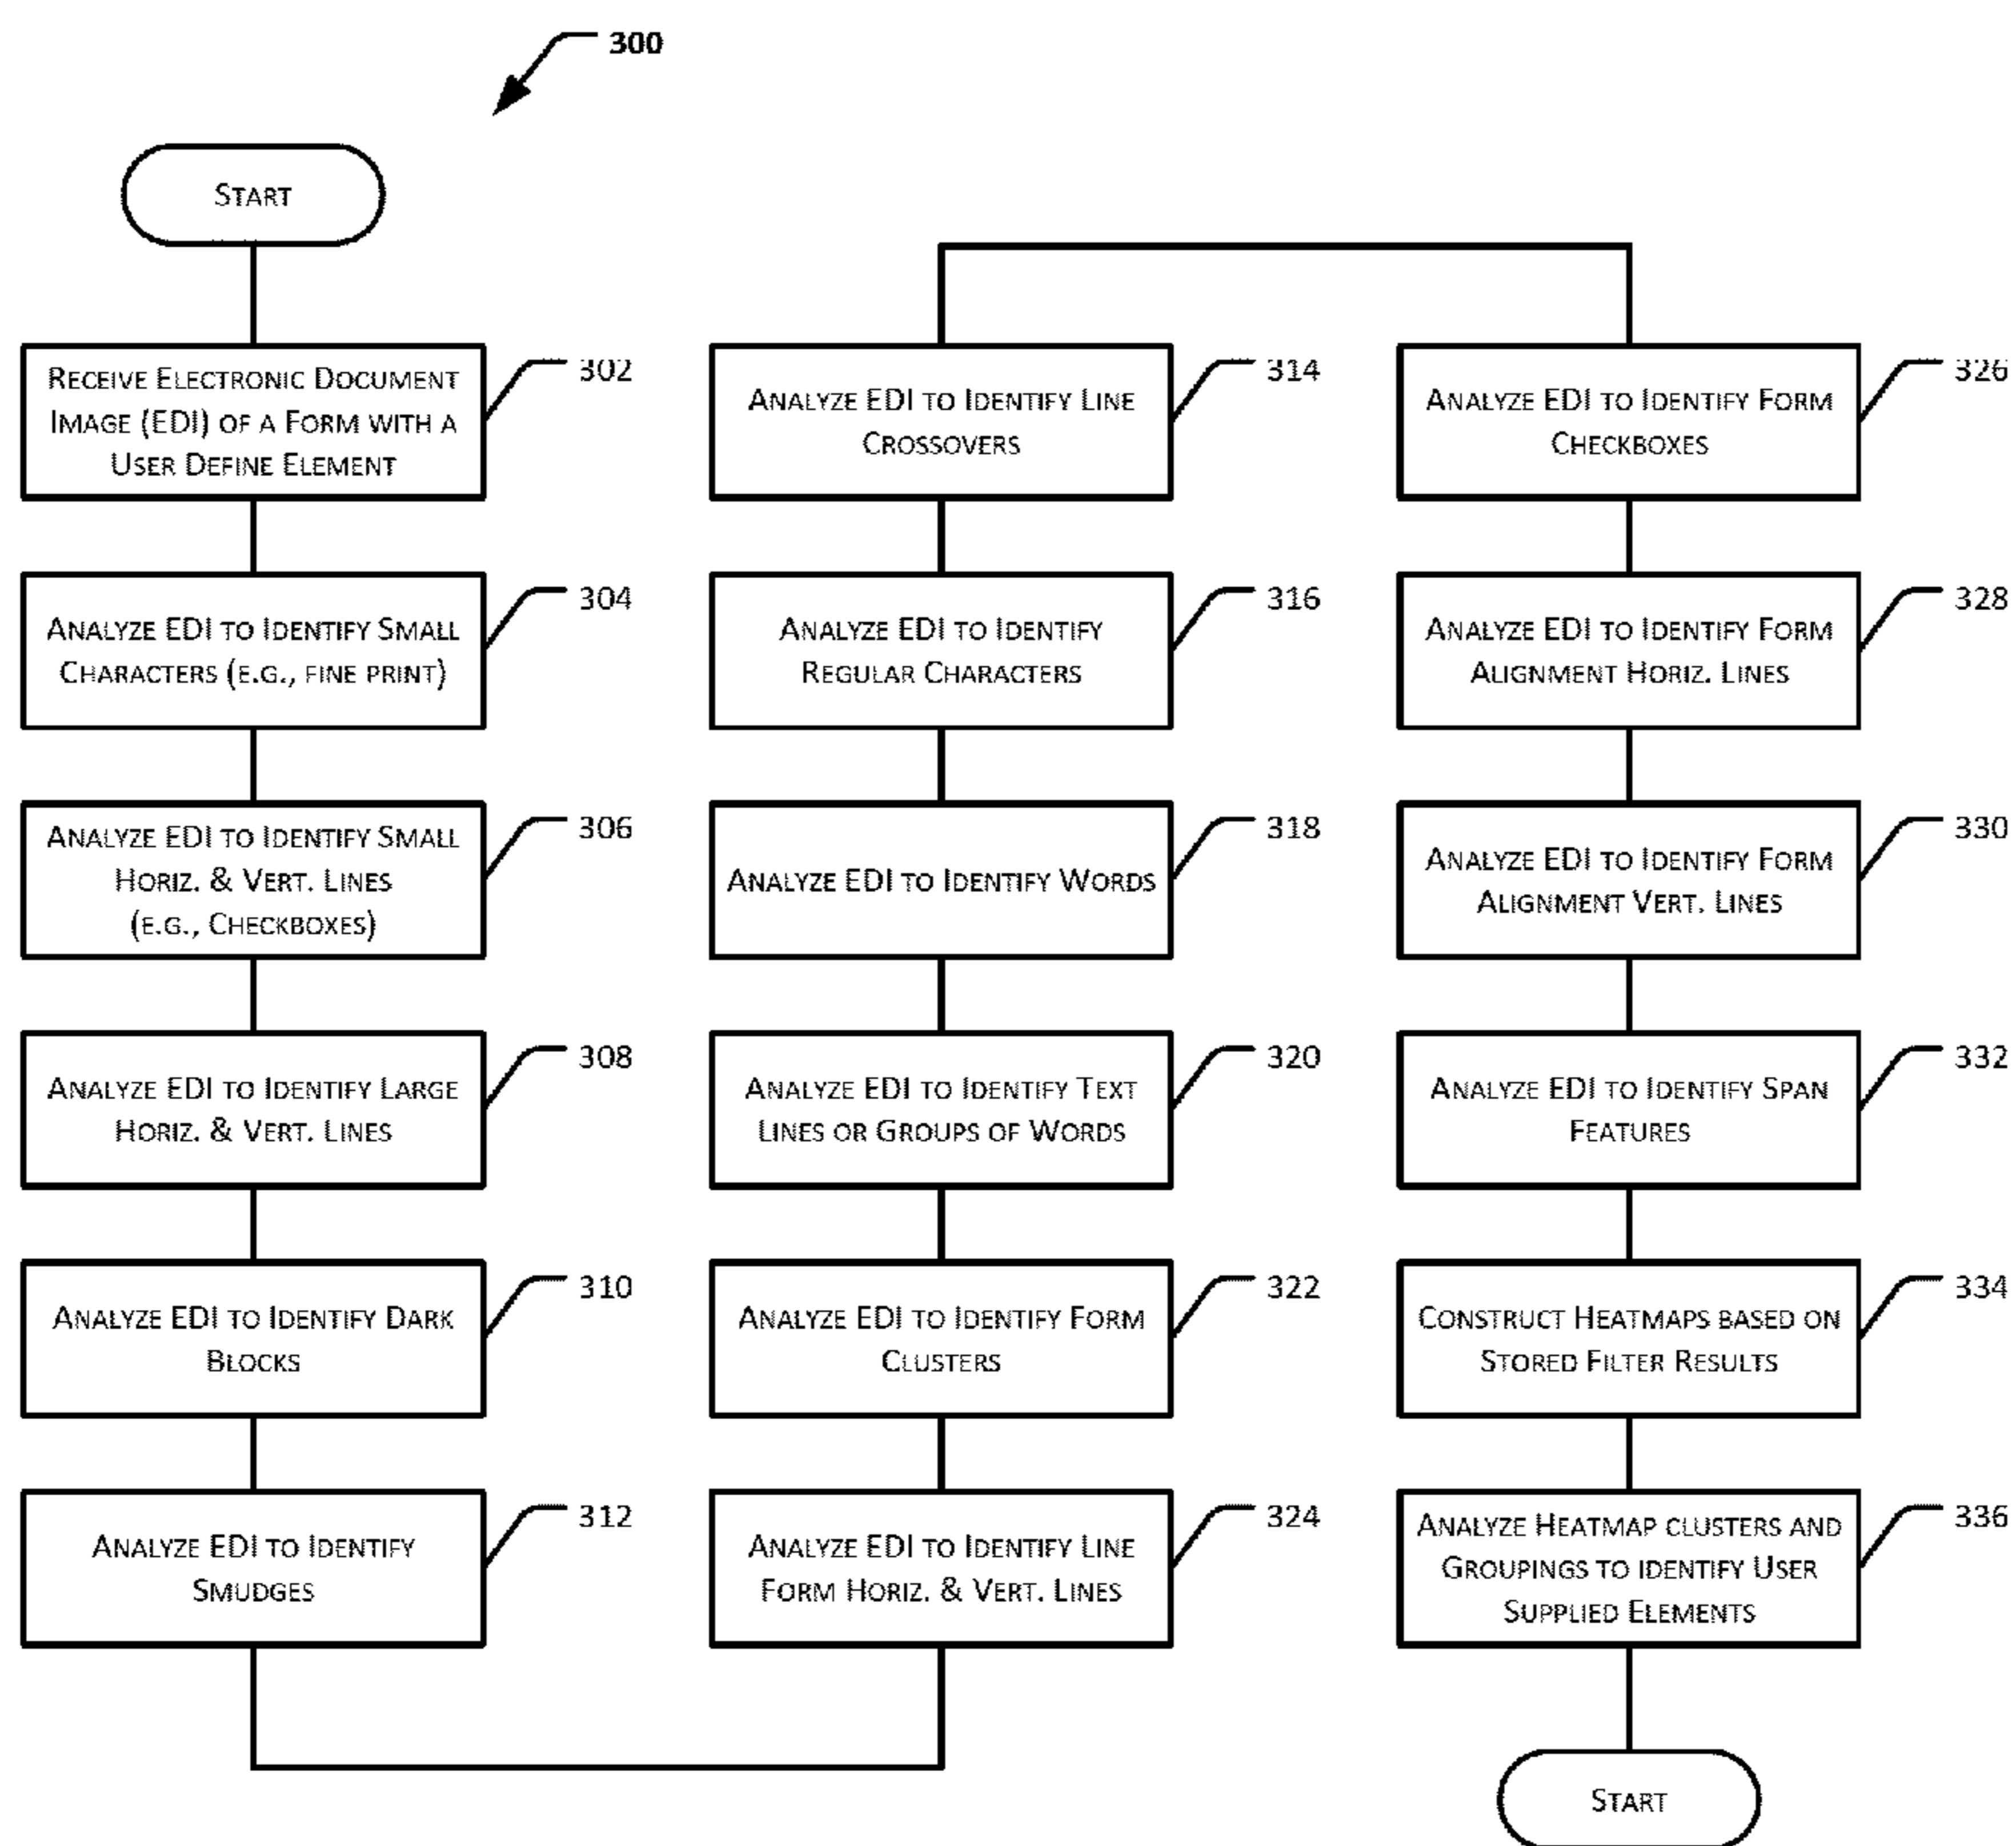 300
START
RECEIVE ELECTRONIC DOCUMENT
IMAGE (EDI) OF A FORM WITH A
USER DEFINE ELEMENT
302
ANALYZE EDI TO IDENTIFY SMALL
CHARACTERS (E.G., FINE PRINT)
304
ANALYZE EDI TO IDENTIFY SMALL
HORIZ. & VERT. LINES
(E.G., CHECKBOXES)
306
ANALYZE EDI TO IDENTIFY LARGE
HORIZ. & VERT. LINES
308
ANALYZE EDI TO IDENTIFY DARK
BLOCKS
310
ANALYZE EDI TO IDENTIFY
SMUDGES
312
ANALYZE EDI TO IDENTIFY LINE
CROSSOVERS
314
ANALYZE EDI TO IDENTIFY
REGULAR CHARACTERS
316
ANALYZE EDI TO IDENTIFY WORDS
318
ANALYZE EDI TO IDENTIFY TEXT
LINES OR GROUPS OF WORDS
320
ANALYZE EDI TO IDENTIFY FORM
CLUSTERS
322
ANALYZE EDI TO IDENTIFY LINE
FORM HORIZ. & VERT. LINES
324
ANALYZE EDI TO IDENTIFY FORM
CHECKBOXES
326
ANALYZE EDI TO IDENTIFY FORM
ALIGNMENT HORIZ. LINES
328
ANALYZE EDI TO IDENTIFY FORM
ALIGNMENT VERT. LINES
330
ANALYZE EDI TO IDENTIFY SPAN
FEATURES
332
CONSTRUCT HEATMAPS BASED ON
STORED FILTER RESULTS
334
ANALYZE HEATMAP CLUSTERS AND
GROUPINGS TO IDENTIFY USER
SUPPLIED ELEMENTS
336
START